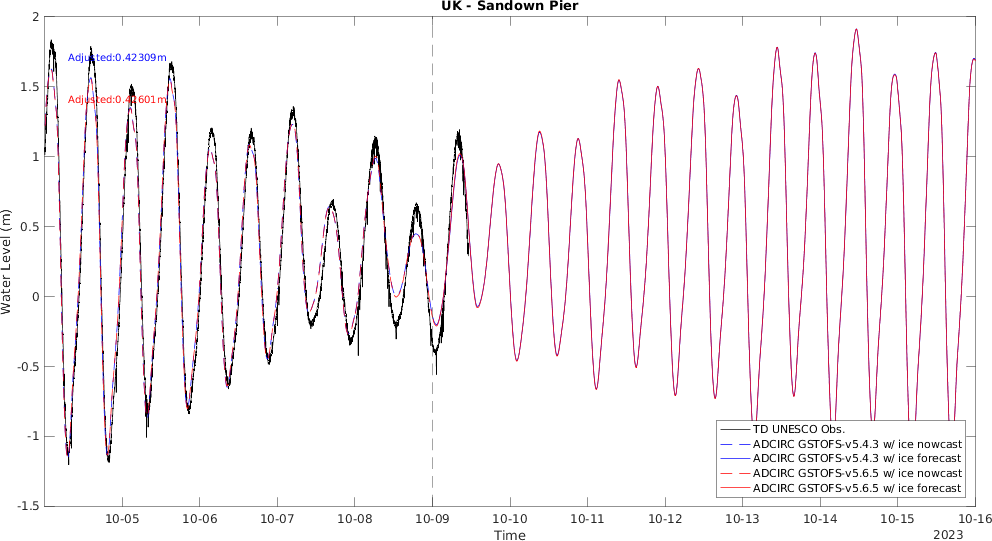 UK - Sandown Pier
2
1.5
1
0.5
0
-0.5
-1
-1.5
Water Level (m)
Adjusted:0.42309m
Adjusted:0.42601m
TD UNESCO Obs.
ADCIRC GSTOFS-v5.4.3 w/ ice nowcast
ADCIRC GSTOFS-v5.4.3 w/ ice forecast
ADCIRC GSTOFS-v5.6.5 w/ ice nowcast
ADCIRC GSTOFS-v5.6.5 w/ ice forecast
10-05 10-06 10-07 10-08 10-09 10-10 10-11 10-12 10-13 10-14 10-15 10-16
Time
2023